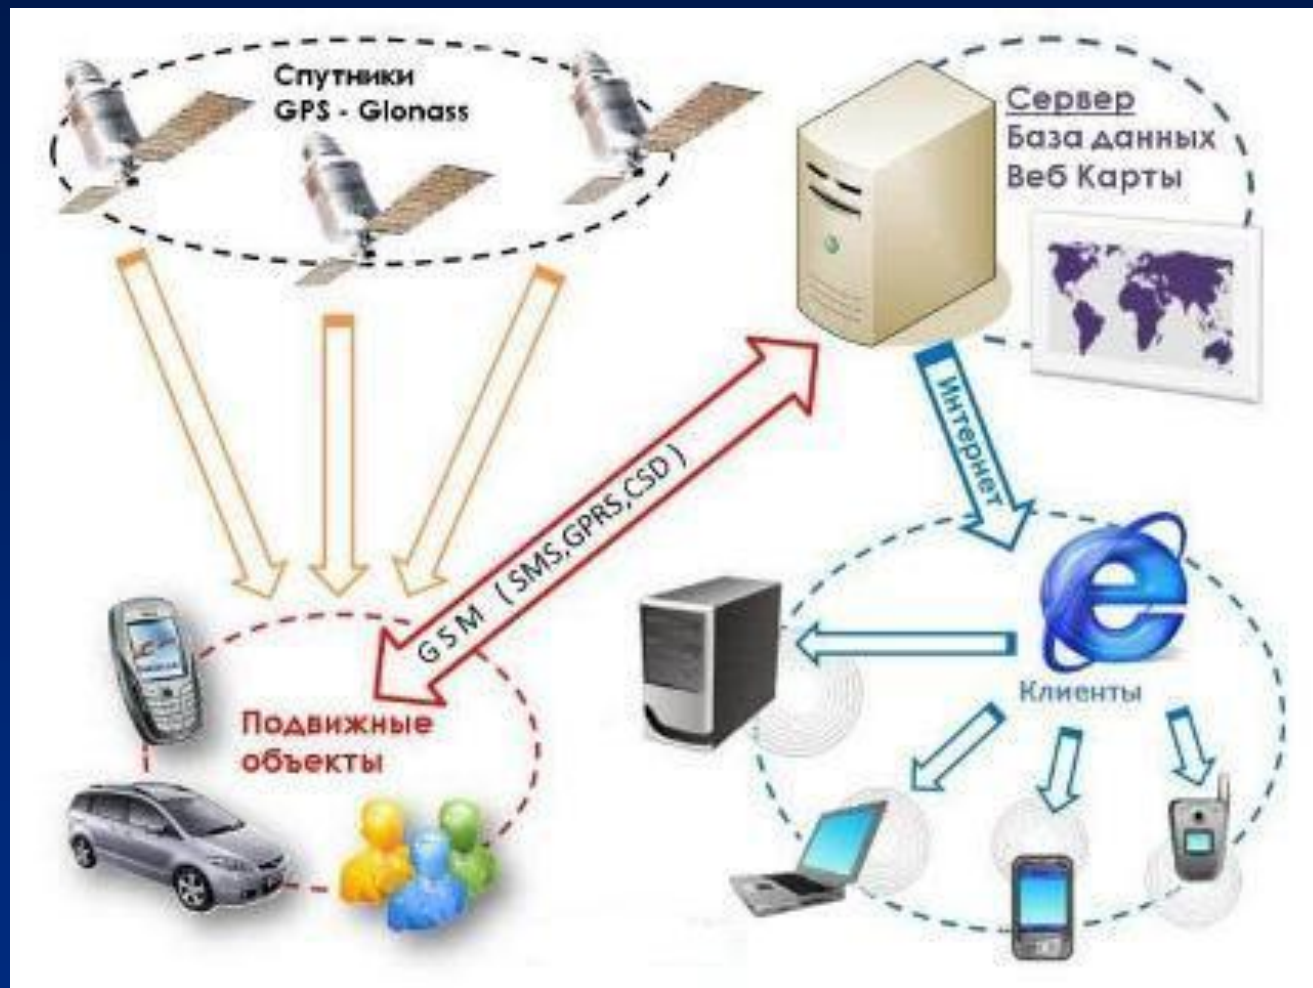 Спутники
GPS - Glonass
Сервер
База данных
Веб Карты
Интернет
GSM (SMS,GPRS,CSD)
Клиенты
Подвижные
объекты